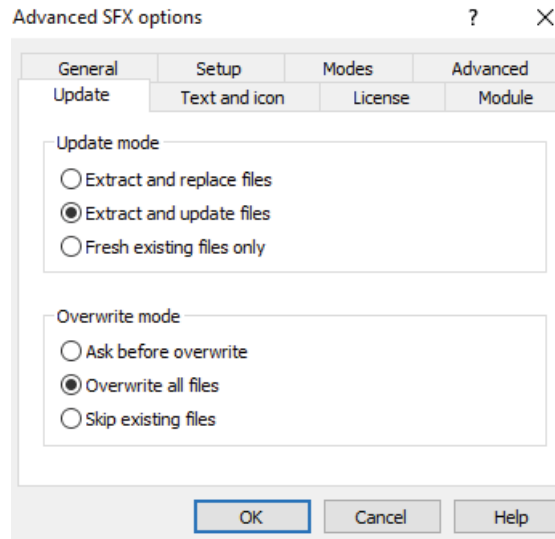 Advanced SFX options ?
General Setup Modes Advanced
Update Text and icon License Module
Update mode
Extract and replace files
Extract and update files
Fresh existing files only
Overwrite mode
Ask before overwrite
Overwrite all files
Skip existing files
OK Cancel Help